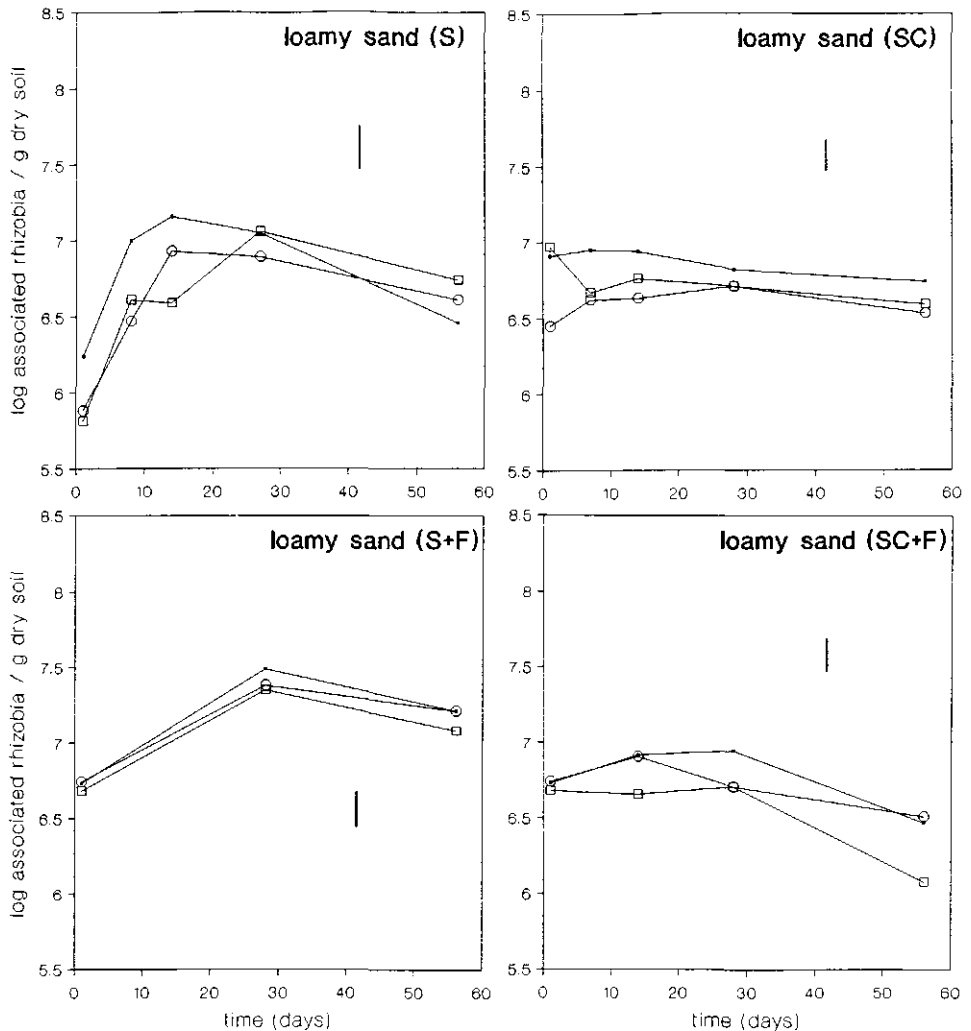 loamy sand (S)
log associated rhizobia / g dry soil
8.5
8
7.5
7
6.5
6
5.5
0 10 20 30 40 50 60
loamy sand (SC)
8.5
8
7.5
7
6.5
6
5.5
0 10 20 30 40 50 60
loamy sand (S+F)
log associated rhizobia / g dry soil
8.5
8
7.5
7
6.5
6
5.5
0 10 20 30 40 50 60
time (days)
loamy sand (SC+F)
8.5
8
7.5
7
6.5
6
5.5
0 10 20 30 40 50 60
time (days)